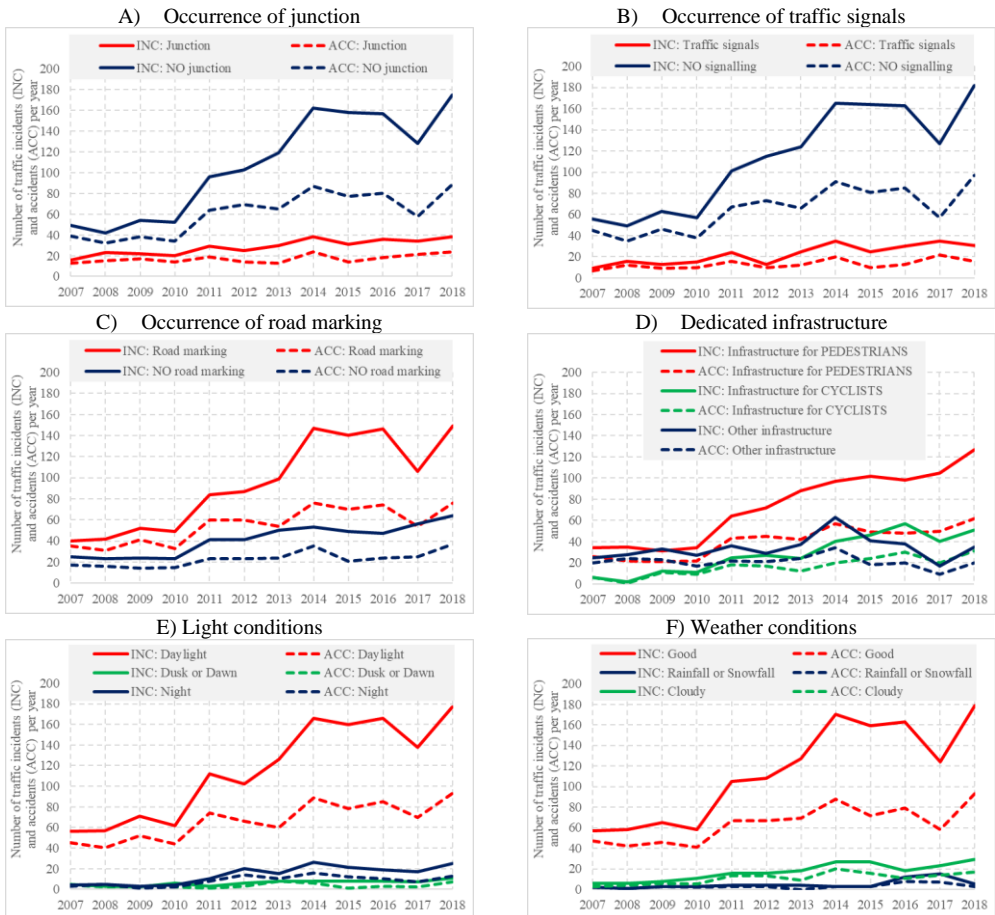 A) Occurrence of junction
INC: Junction
ACC: Junction
INC: NO junction
ACC: NO junction
Number of traffic incidents (INC)
and accidents (ACC) per year
200
180
160
140
120
100
80
60
40
20
0
2007 2008 2009 2010 2011 2012 2013 2014 2015 2016 2017 2018
B) Occurrence of traffic signals
INC: Traffic signals
ACC: Traffic signals
INC: NO signalling
ACC: NO signalling
Number of traffic incidents (INC)
and accidents (ACC) per year
200
180
160
140
120
100
80
60
40
20
0
2007 2008 2009 2010 2011 2012 2013 2014 2015 2016 2017 2018
C) Occurrence of road marking
INC: Road marking
ACC: Road marking
INC: NO road marking
ACC: NO road marking
Number of traffic incidents (INC)
and accidents (ACC) per year
200
180
160
140
120
100
80
60
40
20
0
2007 2008 2009 2010 2011 2012 2013 2014 2015 2016 2017 2018
D) Dedicated infrastructure
INC: Infrastructure for PEDESTRIANS
ACC: Infrastructure for PEDESTRIANS
INC: Infrastructure for CYCLISTS
ACC: Infrastructure for CYCLISTS
INC: Other infrastructure
ACC: Other infrastructure
Number of traffic incidents (INC)
and accidents (ACC) per year
200
180
160
140
120
100
80
60
40
20
0
2007 2008 2009 2010 2011 2012 2013 2014 2015 2016 2017 2018
E) Light conditions
INC: Daylight
ACC: Daylight
INC: Dusk or Dawn
ACC: Dusk or Dawn
INC: Night
ACC: Night
Number of traffic incidents (INC)
and accidents (ACC) per year
200
180
160
140
120
100
80
60
40
20
0
2007 2008 2009 2010 2011 2012 2013 2014 2015 2016 2017 2018
F) Weather conditions
INC: Good
ACC: Good
INC: Rainfall or Snowfall
ACC: Rainfall or Snowfall
INC: Cloudy
ACC: Cloudy
Number of traffic incidents (INC)
and accidents (ACC) per year
200
180
160
140
120
100
80
60
40
20
0
2007 2008 2009 2010 2011 2012 2013 2014 2015 2016 2017 2018